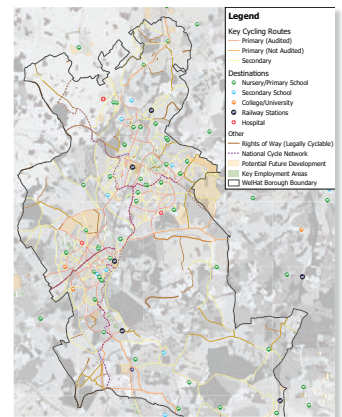 Legend
Key Cycling Routes
Primary (Audited)
Primary (Not Audited)
Secondary
Destinations
Nursery/Primary School
Secondary School
College/University
Railway Stations
Hospital
Other
Rights of Way (Legally Cyclable)
National Cycle Network
Potential Future Development
Key Employment Areas
WelHat Borough Boundary